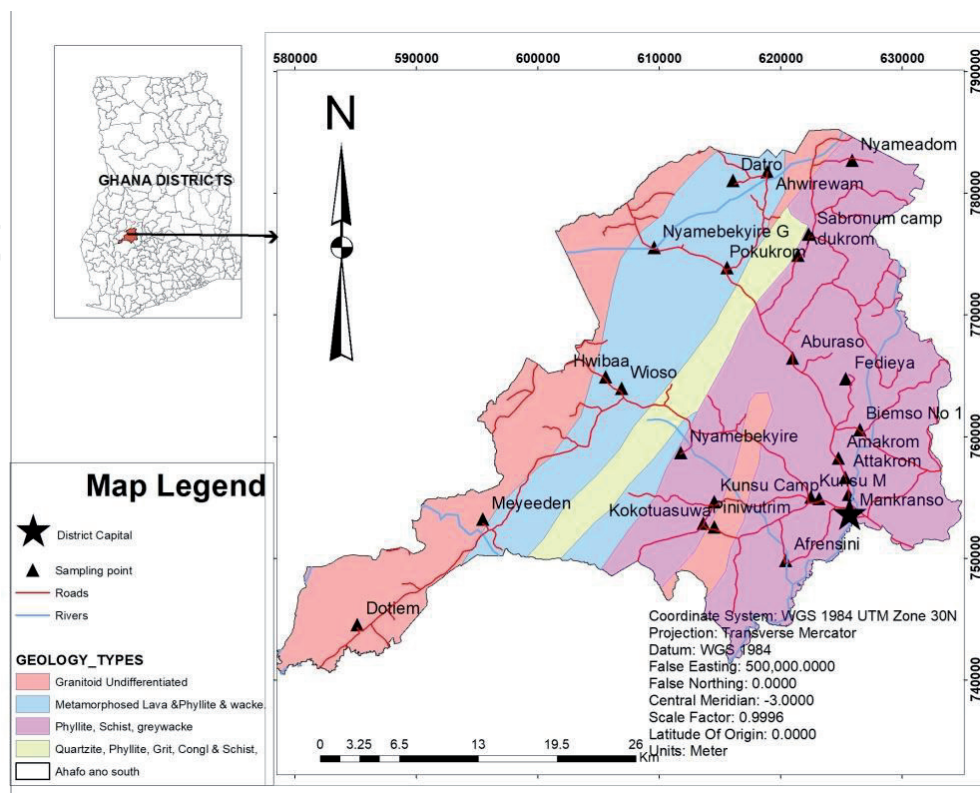 580000 590000 600000 610000 620000 630000
790000
780000
770000
760000
750000
740000
GHANA DISTRICTS
N
Nyameadom
Datro
Ahwirewam
Sabronum camp
Nyamebekyire G
dukrom
Pokukrom
Aburaso
Fedieya
Hwibaa
Wioso
Biemso No 1
Nyamebekyire
Amakrom
Attakrom
Kunsu Camp
Kunsu M
Mankranso
Meyeeden
Kokotuasuwa
Piniwutrim
Afrensini
Dotiem
Map Legend
District Capital
Sampling point
Roads
Rivers
GEOLOGY_TYPES
Granitoid Undifferentiated
Metamorphosed Lava &Phyllite & wacke.
Phyllite, Schist, greywacke
Quartzite, Phyllite, Grit, Congl & Schist,
Ahafo ano south
Coordinate System: WGS 1984 UTM Zone 30N
Projection: Transverse Mercator
Datum: WGS 1984
False Easting: 500,000.0000
False Northing: 0.0000
Central Meridian: -3.0000
Scale Factor: 0.9996
Latitude Of Origin: 0.0000
Units: Meter
0 3.25 6.5 13 19.5 26
Km